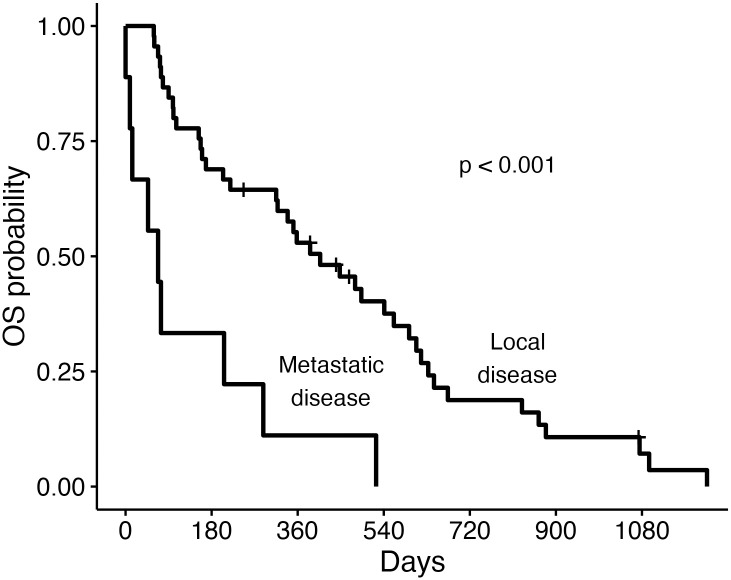 OS probability
1.00
0.75
0.50
0.25
0.00
p < 0.001
Local
disease
Metastatic
disease
0 180 360 540 720 900 1080
Days